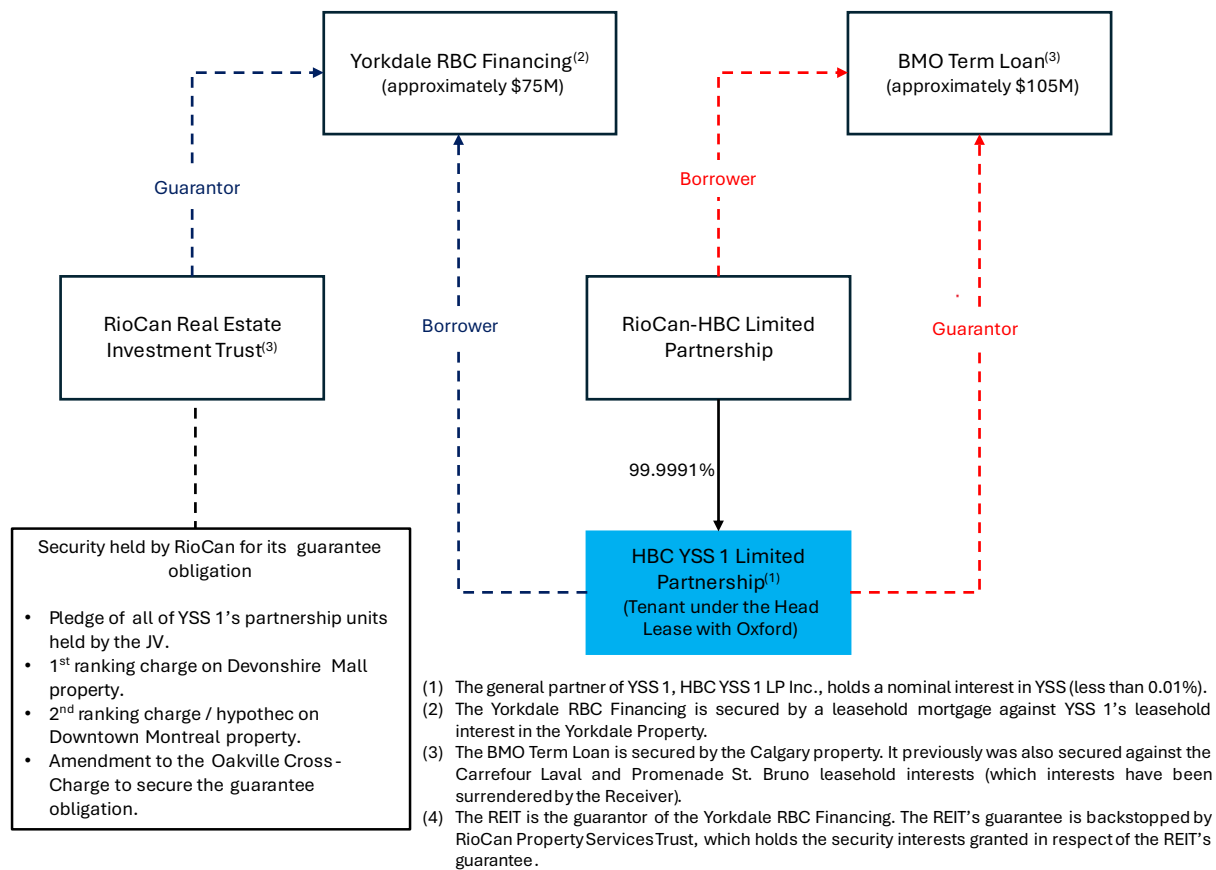 Yorkdale RBC Financing(2)
(approximately $75M)
BMO Term Loan(3)
(approximately $105M)
Guarantor
Borrower
RioCan Real Estate
Investment Trust(3)
Borrower
RioCan-HBC Limited
Partnership
Guarantor
99.9991%
HBC YSS 1 Limited
Partnership(1)
(Tenant under the Head
Lease with Oxford)
Security held by RioCan for its guarantee
obligation
• Pledge of all of YSS 1’s partnership units
held by the JV.
• 1st ranking charge on Devonshire Mall
property.
• 2nd ranking charge / hypothec on
Downtown Montreal property.
• Amendment to the Oakville Cross-
Charge to secure the guarantee
obligation.
(1) The general partner of YSS 1, HBC YSS 1 LP Inc., holds a nominal interest in YSS (less than 0.01%).
(2) The Yorkdale RBC Financing is secured by a leasehold mortgage against YSS 1’s leasehold
interest in the Yorkdale Property.
(3) The BMO Term Loan is secured by the Calgary property. It previously was also secured against the
Carrefour Laval and Promenade St. Bruno leasehold interests (which interests have been
surrendered by the Receiver).
(4) The REIT is the guarantor of the Yorkdale RBC Financing. The REIT’s guarantee is backstopped by
RioCan Property Services Trust, which holds the security interests granted in respect of the REIT’s
guarantee.